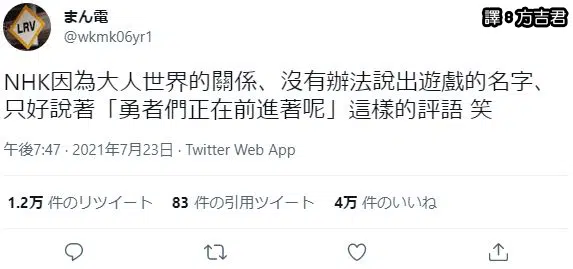 譯:方吉君
LRV
まん電
@wkmk06yr1
NHK因為大人世界的關係、沒有辦法說出遊戲的名字、
只好說著「勇者們正在前進著呢」這樣的評語 笑
午後7:47 · 2021年7月23日 · Twitter Web App
1.2万 件のリツイート 83 件の引用ツイート 4万 件のいいね